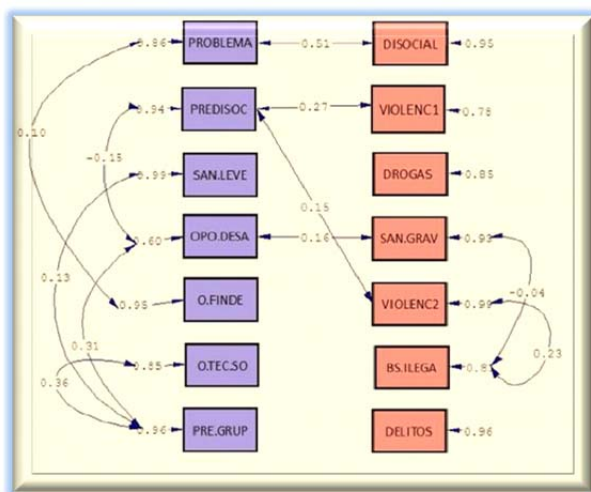 0.86 PROBLEMA 0.51 DISOCIAL 0.95
0.94 PREDISOC 0.27 VIOLENC1 0.78
0.10
-0.15
0.99 SAN.LEVE DROGAS 0.85
0.15
0.60 OPO.DESA 0.16 SAN.GRAV 0.93
0.13
-0.04
0.95 O.FINDE VIOLENC2 0.99
0.31
0.23
0.85 O.TEC.SO BS.ILEGA
0.36
0.96 PRE.GRUP DELITOS 0.96